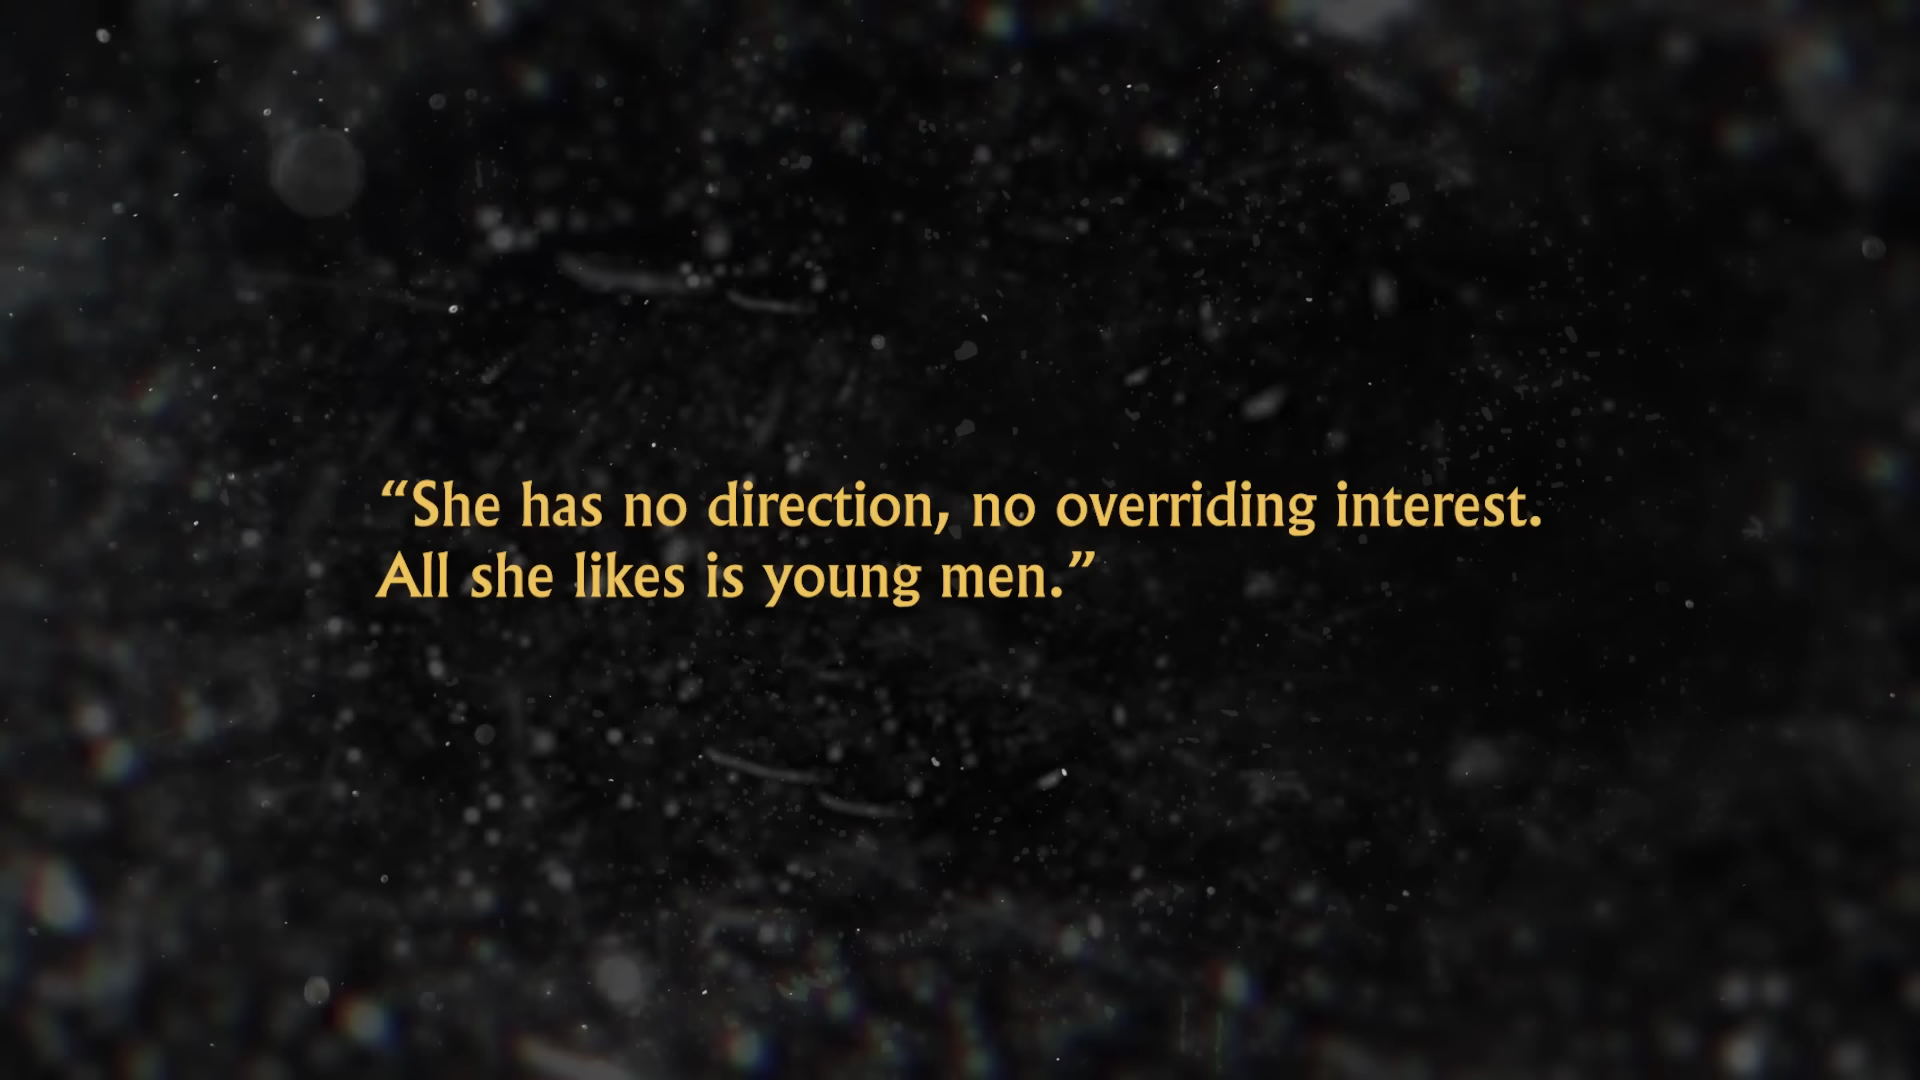 “She has no direction, no overriding interest.
All she likes is young men.”